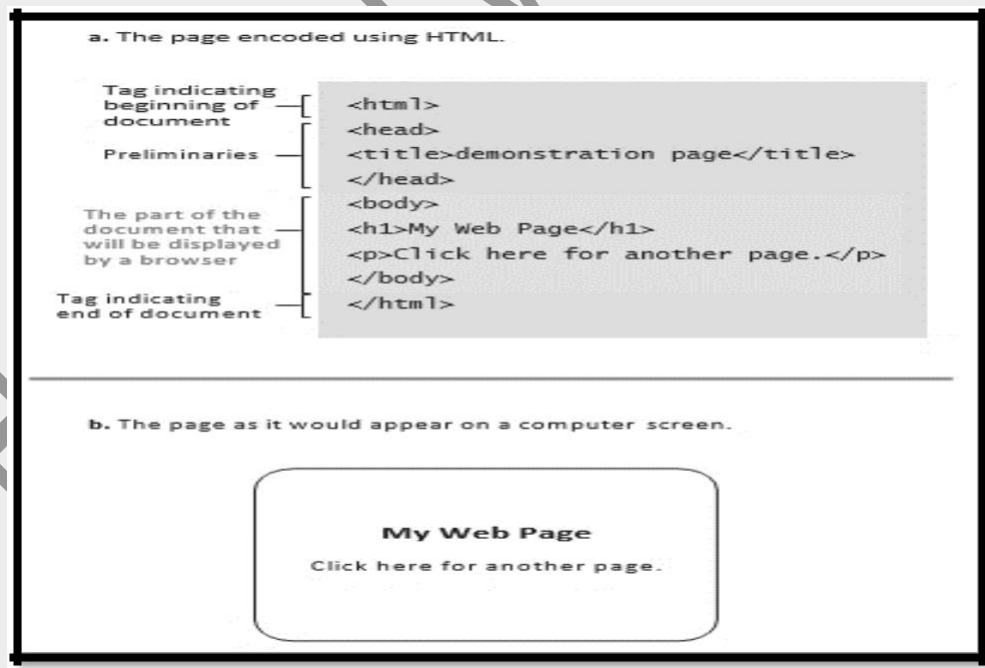 a. The page encoded using HTML.
Tag indicating
beginning of
document
<html>
Preliminaries
<head>
<title>demonstration page</title>
</head>
The part of the
document that
will be displayed
by a browser
<body>
<h1>My Web Page</h1>
<p>Click here for another page.</p>
</body>
Tag indicating
end of document
</html>
b. The page as it would appear on a computer screen.
My Web Page
Click here for another page.